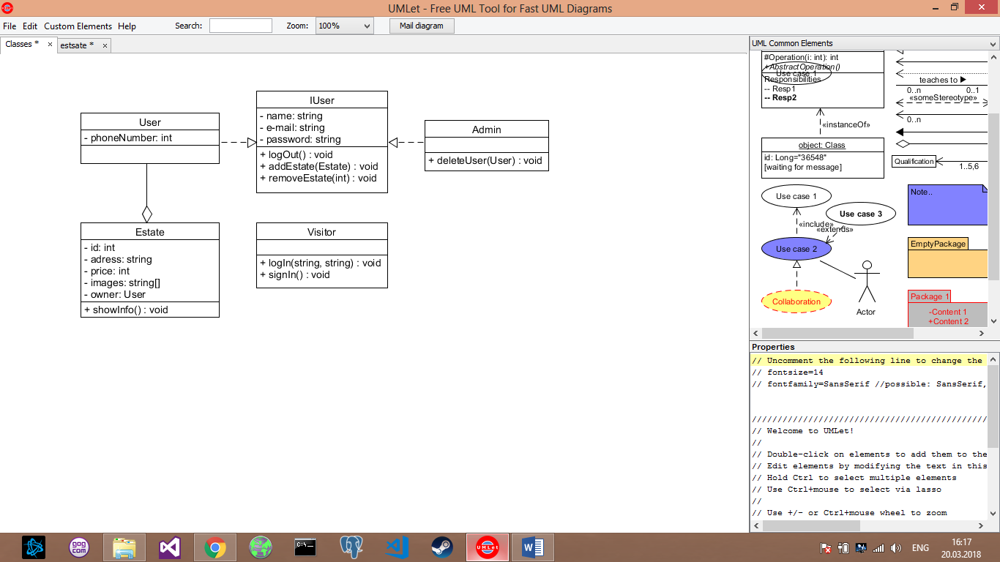 UMLet - Free UML Tool for Fast UML Diagrams
File Edit Custom Elements Help Search: Zoom: 100% Mail diagram
Classes * × estsate * ×
User
- phoneNumber: int
IUser
- name: string
- e-mail: string
- password: string
+ logOut() : void
+ addEstate(Estate) : void
+ removeEstate(int) : void
Admin
+ deleteUser(User) : void
Estate
- id: int
- adress: string
- price: int
- images: string[]
- owner: User
+ showInfo() : void
Visitor
+ logIn(string, string) : void
+ signIn() : void
UML Common Elements
#Operation(i: int): int
+AbstractOperation()
Use case 1
Responsibilities
-- Resp1
-- Resp2
«instanceOf»
object: Class
id: Long="36548"
[waiting for message]
teaches to ▶
0..n 0..1
«someStereotype»
0..n
Qualification
1..5,6
Use case 1
Use case 3
«include»
«extends»
Use case 2
Collaboration
Actor
Note..
EmptyPackage
Package 1
-Content 1
+Content 2
Properties
// Uncomment the following line to change the
// fontsize=14
// fontfamily=SansSerif //possible: SansSerif,
//////////////////////////////////////////////
// Welcome to UMLet!
//
// Double-click on elements to add them to the
// Edit elements by modifying the text in this
// Hold Ctrl to select multiple elements
// Use Ctrl+mouse to select via lasso
//
// Use +/- or Ctrl+mouse wheel to zoom
gog
com
C:\_
UMLet
W
ENG
16:17
20.03.2018